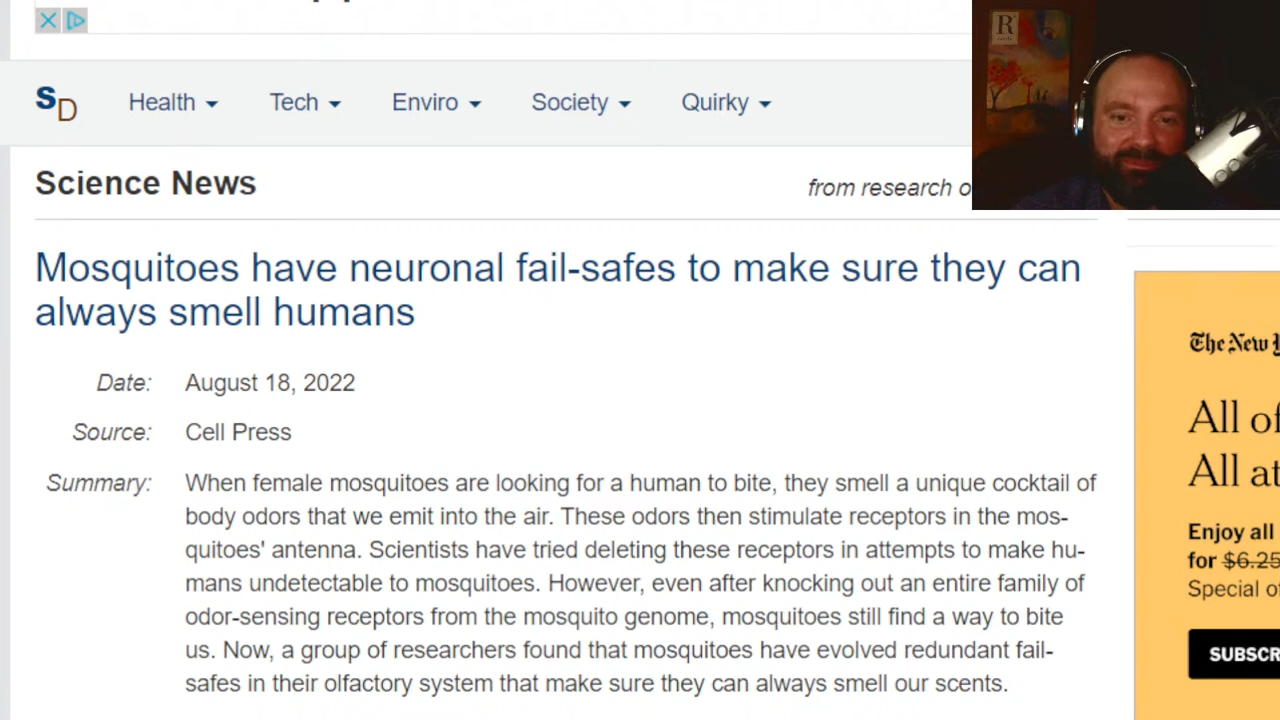 S
D
Health
Tech
Enviro
Society
Quirky
R
Science News
from research o
Mosquitoes have neuronal fail-safes to make sure they can
always smell humans
Date: August 18, 2022
Source: Cell Press
Summary: When female mosquitoes are looking for a human to bite, they smell a unique cocktail of
body odors that we emit into the air. These odors then stimulate receptors in the mos-
quitoes' antenna. Scientists have tried deleting these receptors in attempts to make hu-
mans undetectable to mosquitoes. However, even after knocking out an entire family of
odor-sensing receptors from the mosquito genome, mosquitoes still find a way to bite
us. Now, a group of researchers found that mosquitoes have evolved redundant fail-
safes in their olfactory system that make sure they can always smell our scents.
The New Y
All of
All at
Enjoy all
for $6.25
Special of
SUBSCR